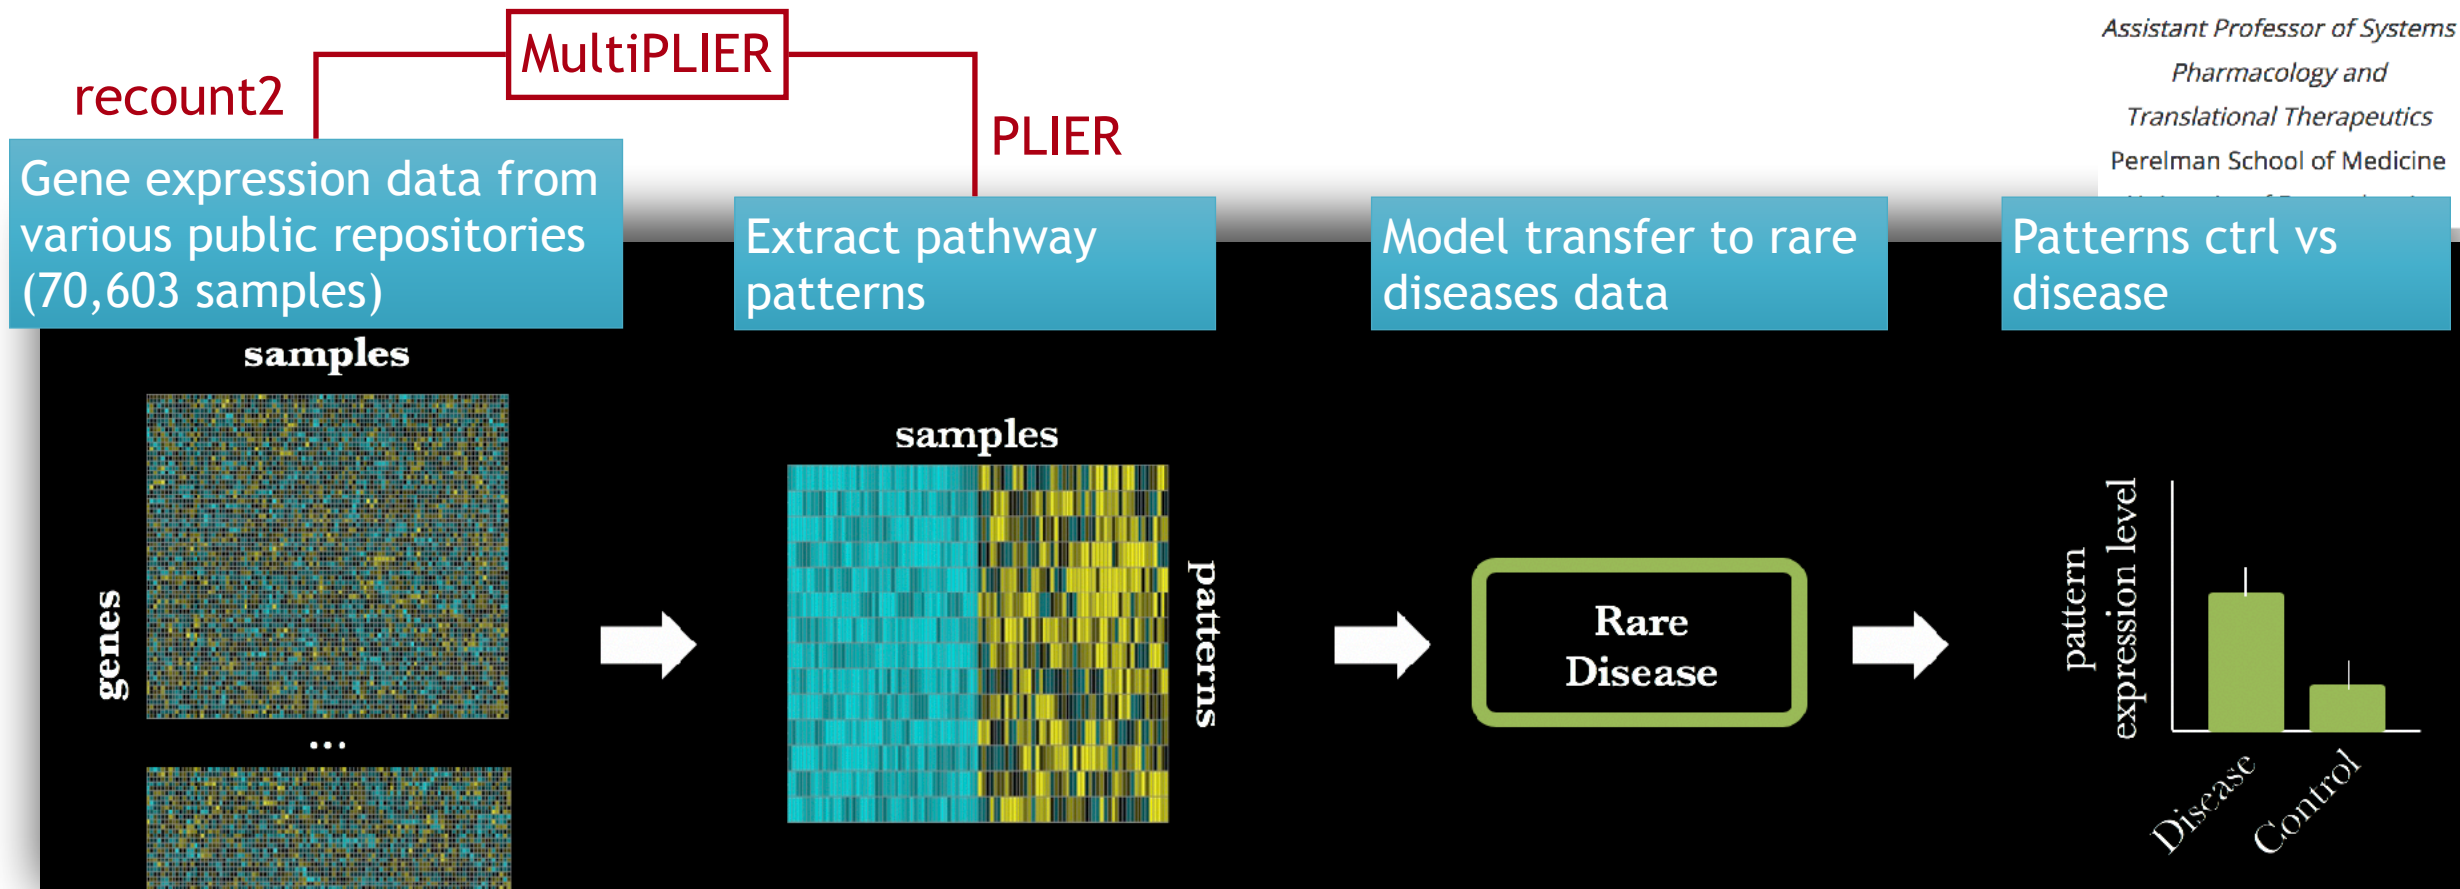 MultiPLIER
recount2
PLIER
Assistant Professor of Systems
Pharmacology and
Translational Therapeutics
Perelman School of Medicine
Gene expression data from
various public repositories
(70,603 samples)
Extract pathway
patterns
Model transfer to rare
diseases data
Patterns ctrl vs
disease
samples
genes
...
samples
patterns
Rare
Disease
pattern
expression level
Disease
Control